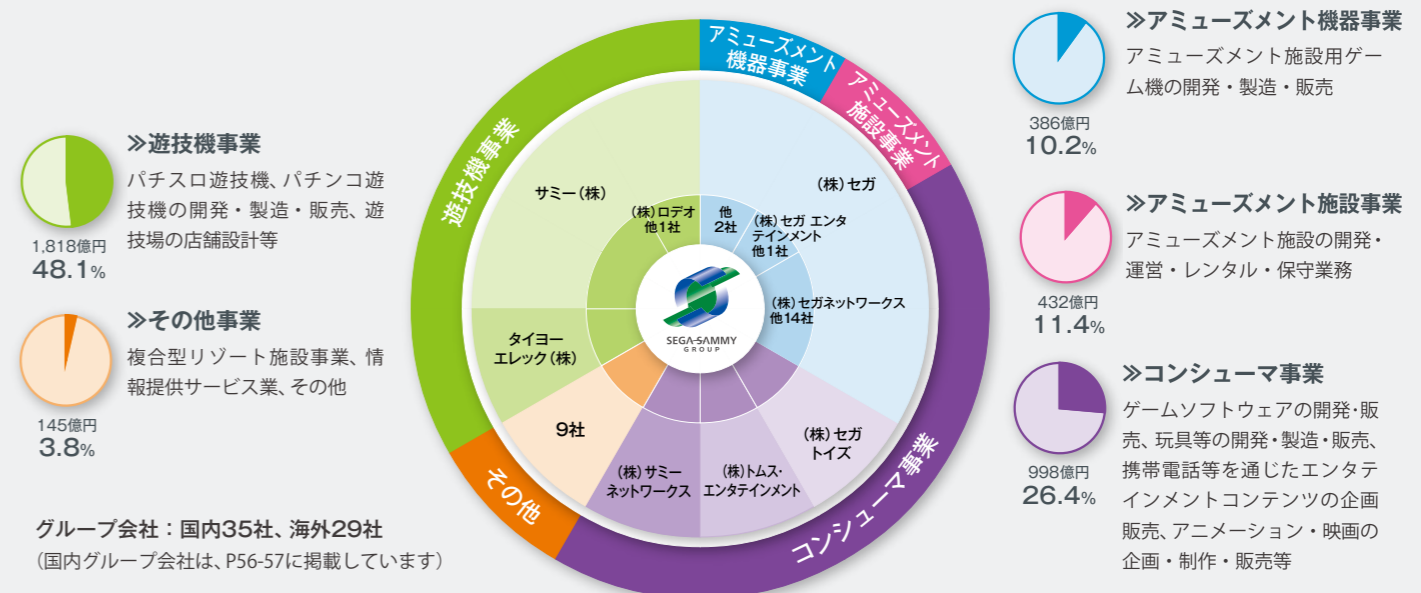 ≫遊技機事業
パチスロ遊技機、パチンコ遊
技機の開発・製造・販売、遊
技場の店舗設計等
1,818億円
48.1%
≫その他事業
複合型リゾート施設事業、情
報提供サービス業、その他
145億円
3.8%
グループ会社：国内35社、海外29社
（国内グループ会社は、P56-57に掲載しています）
遊技機事業
アミューズメント
機器事業
アミューズメント
施設事業
コンシューマ事業
その他
サミー（株）
（株）ロデオ
他1社
他
2社
（株）セガ エンタ
テインメント
他1社
（株）セガ
（株）セガネットワークス
他14社
タイヨー
エレック（株）
SEGA-SAMMY
GROUP
9社
（株）サミー
ネットワークス
（株）トムス・
エンタテインメント
（株）セガ
トイズ
≫アミューズメント機器事業
アミューズメント施設用ゲー
ム機の開発・製造・販売
386億円
10.2%
≫アミューズメント施設事業
アミューズメント施設の開発・
運営・レンタル・保守業務
432億円
11.4%
≫コンシューマ事業
ゲームソフトウェアの開発・販
売、玩具等の開発・製造・販売、
携帯電話等を通じたエンタテ
インメントコンテンツの企画
販売、アニメーション・映画の
企画・制作・販売等
998億円
26.4%